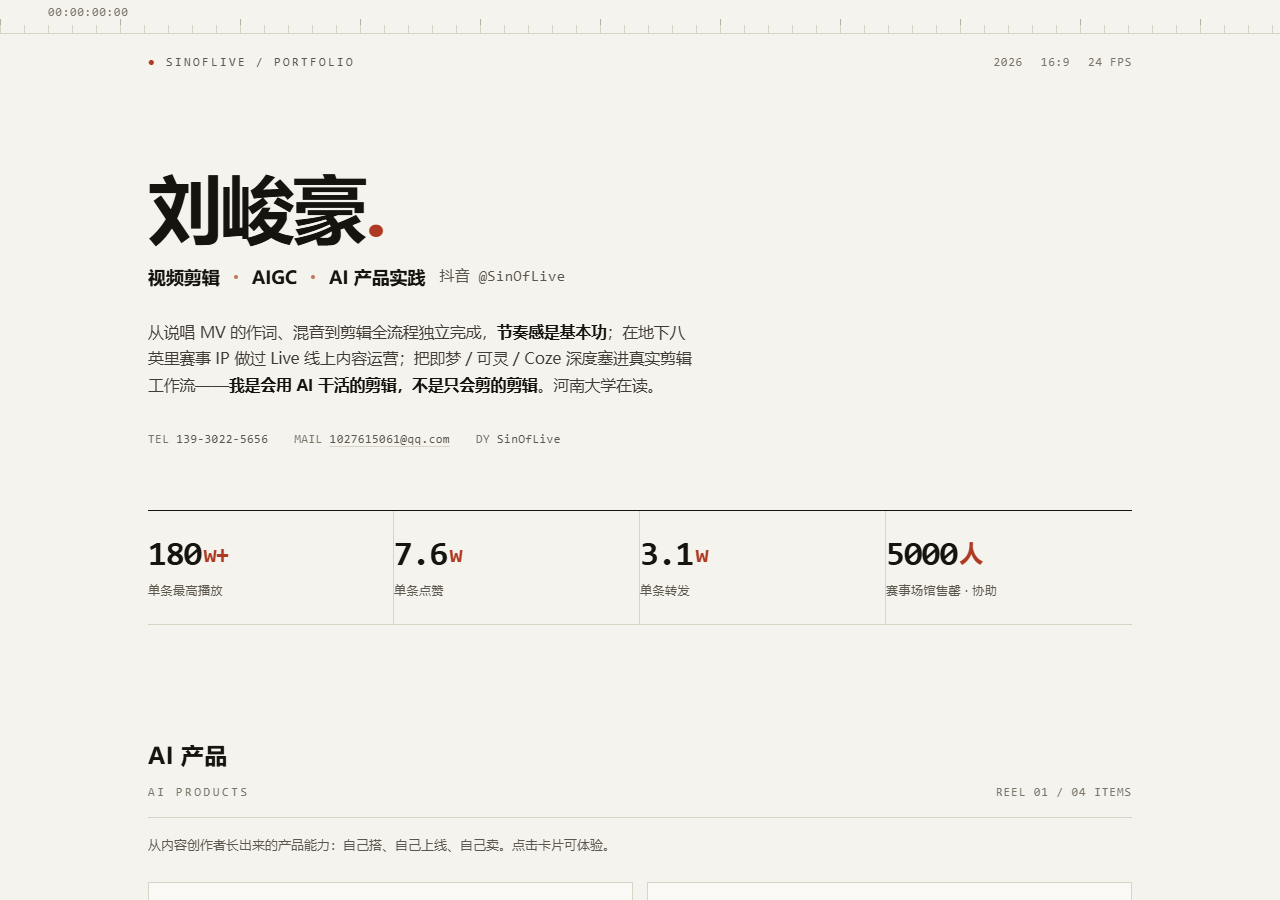 00:00:00:00
● SINOFLIVE / PORTFOLIO
2026 16:9 24 FPS
刘峻豪.
视频剪辑 · AIGC · AI 产品实践 抖音 @SinOfLive
从说唱 MV 的作词、混音到剪辑全流程独立完成，节奏感是基本功；在地下八
英里赛事 IP 做过 Live 线上内容运营；把即梦 / 可灵 / Coze 深度塞进真实剪辑
工作流——我是会用 AI 干活的剪辑，不是只会剪的剪辑。河南大学在读。
TEL 139-3022-5656 MAIL 1027615061@qq.com DY SinOfLive
180W+
单条最高播放
7.6W
单条点赞
3.1W
单条转发
5000人
赛事场馆售罄 · 协助
AI 产品
AI PRODUCTS
REEL 01 / 04 ITEMS
从内容创作者长出来的产品能力：自己搭、自己上线、自己卖。点击卡片可体验。